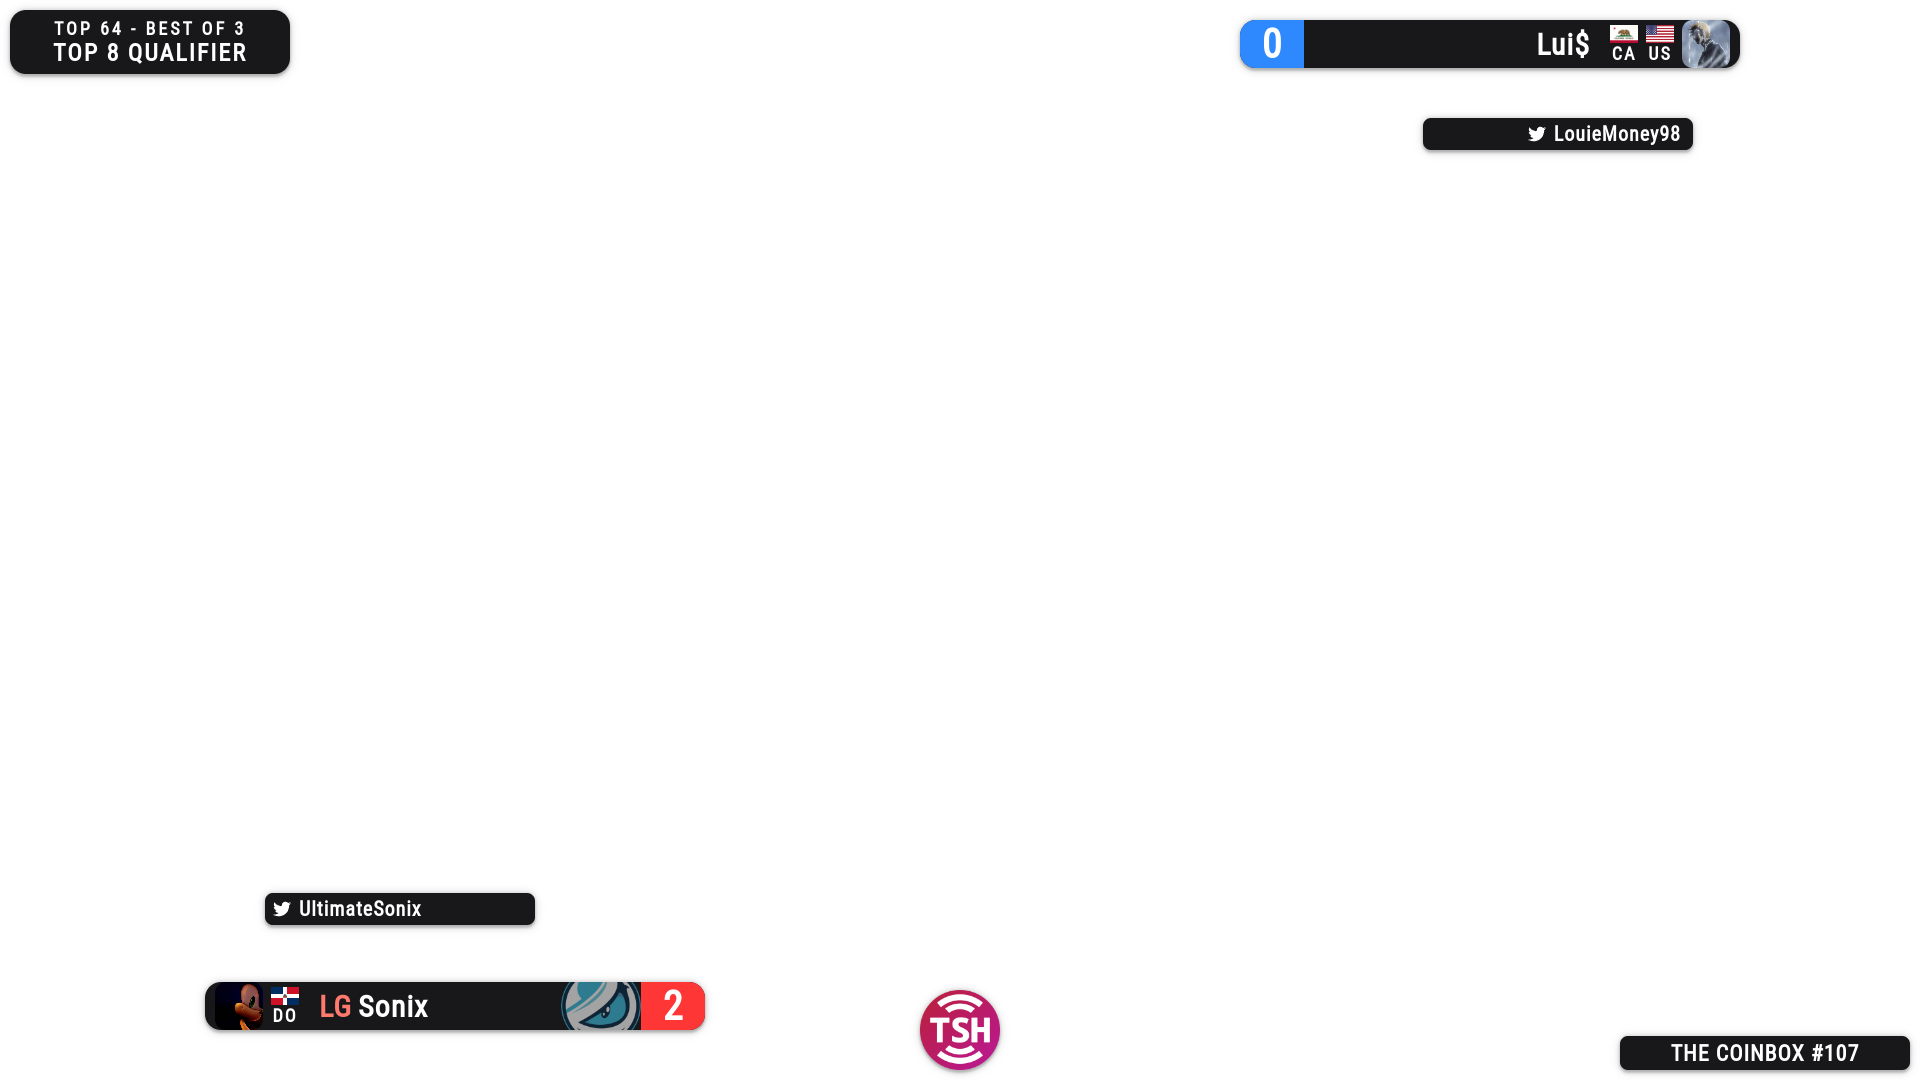 TOP 64 - BEST OF 3
TOP 8 QUALIFIER
0 Lui$ CA US
LouieMoney98
UltimateSonix
DO LG Sonix 2
TSH
THE COINBOX #107